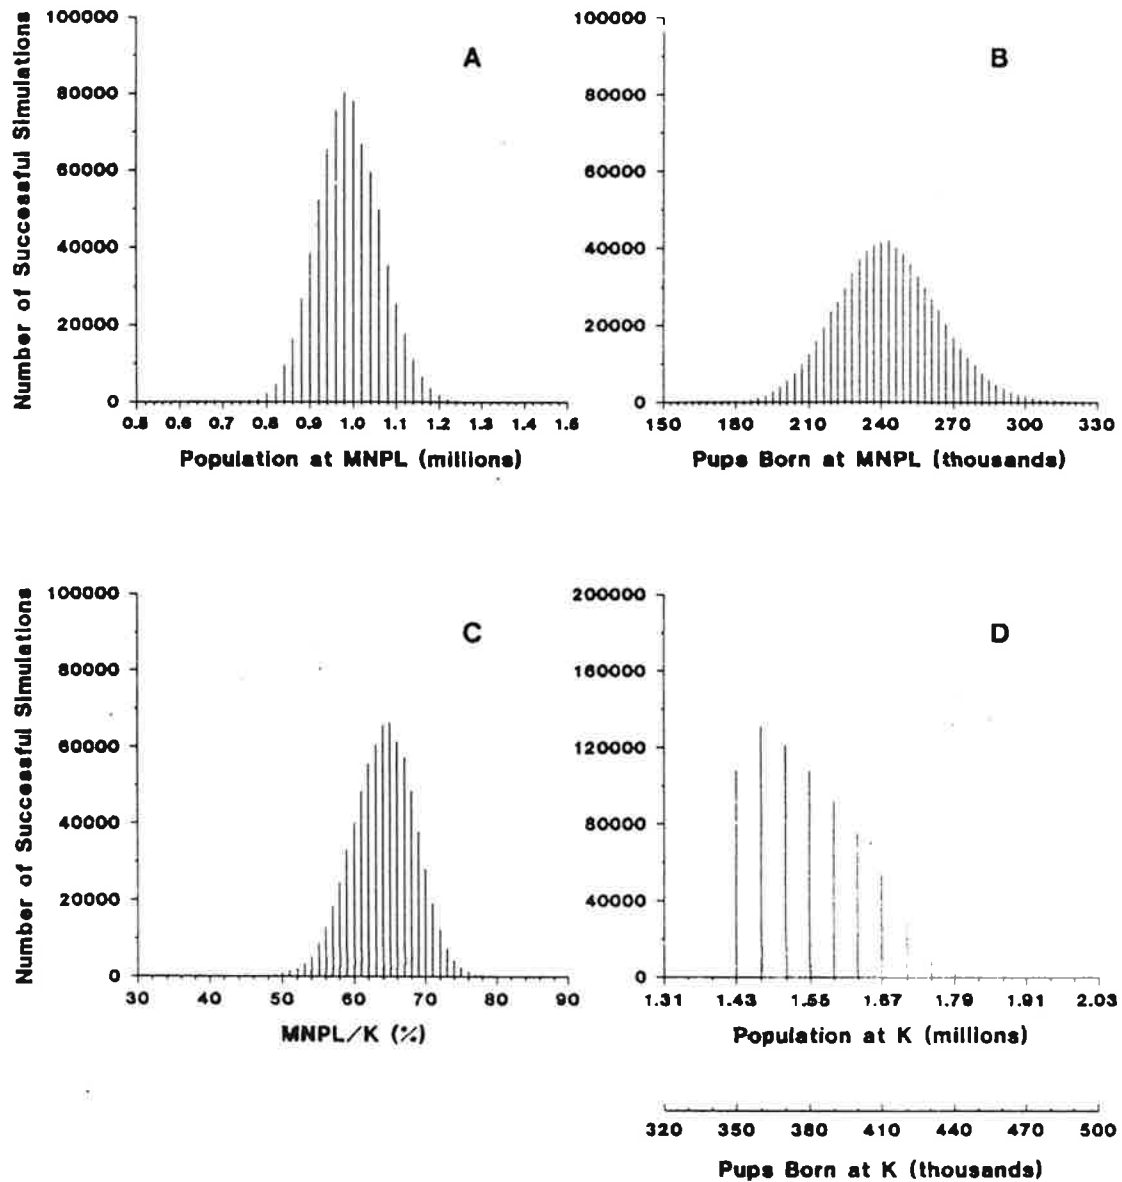 Number of Successful Simulations
100000
80000
60000
40000
20000
0
A
0.5 0.6 0.7 0.8 0.9 1.0 1.1 1.2 1.3 1.4 1.5
Population at MNPL (millions)
100000
80000
60000
40000
20000
0
B
150 180 210 240 270 300 330
Pups Born at MNPL (thousands)
Number of Successful Simulations
100000
80000
60000
40000
20000
0
C
30 40 50 60 70 80 90
MNPL/K (%)
200000
160000
120000
80000
40000
0
D
1.31 1.43 1.55 1.67 1.79 1.91 2.03
Population at K (millions)
320 350 380 410 440 470 500
Pups Born at K (thousands)